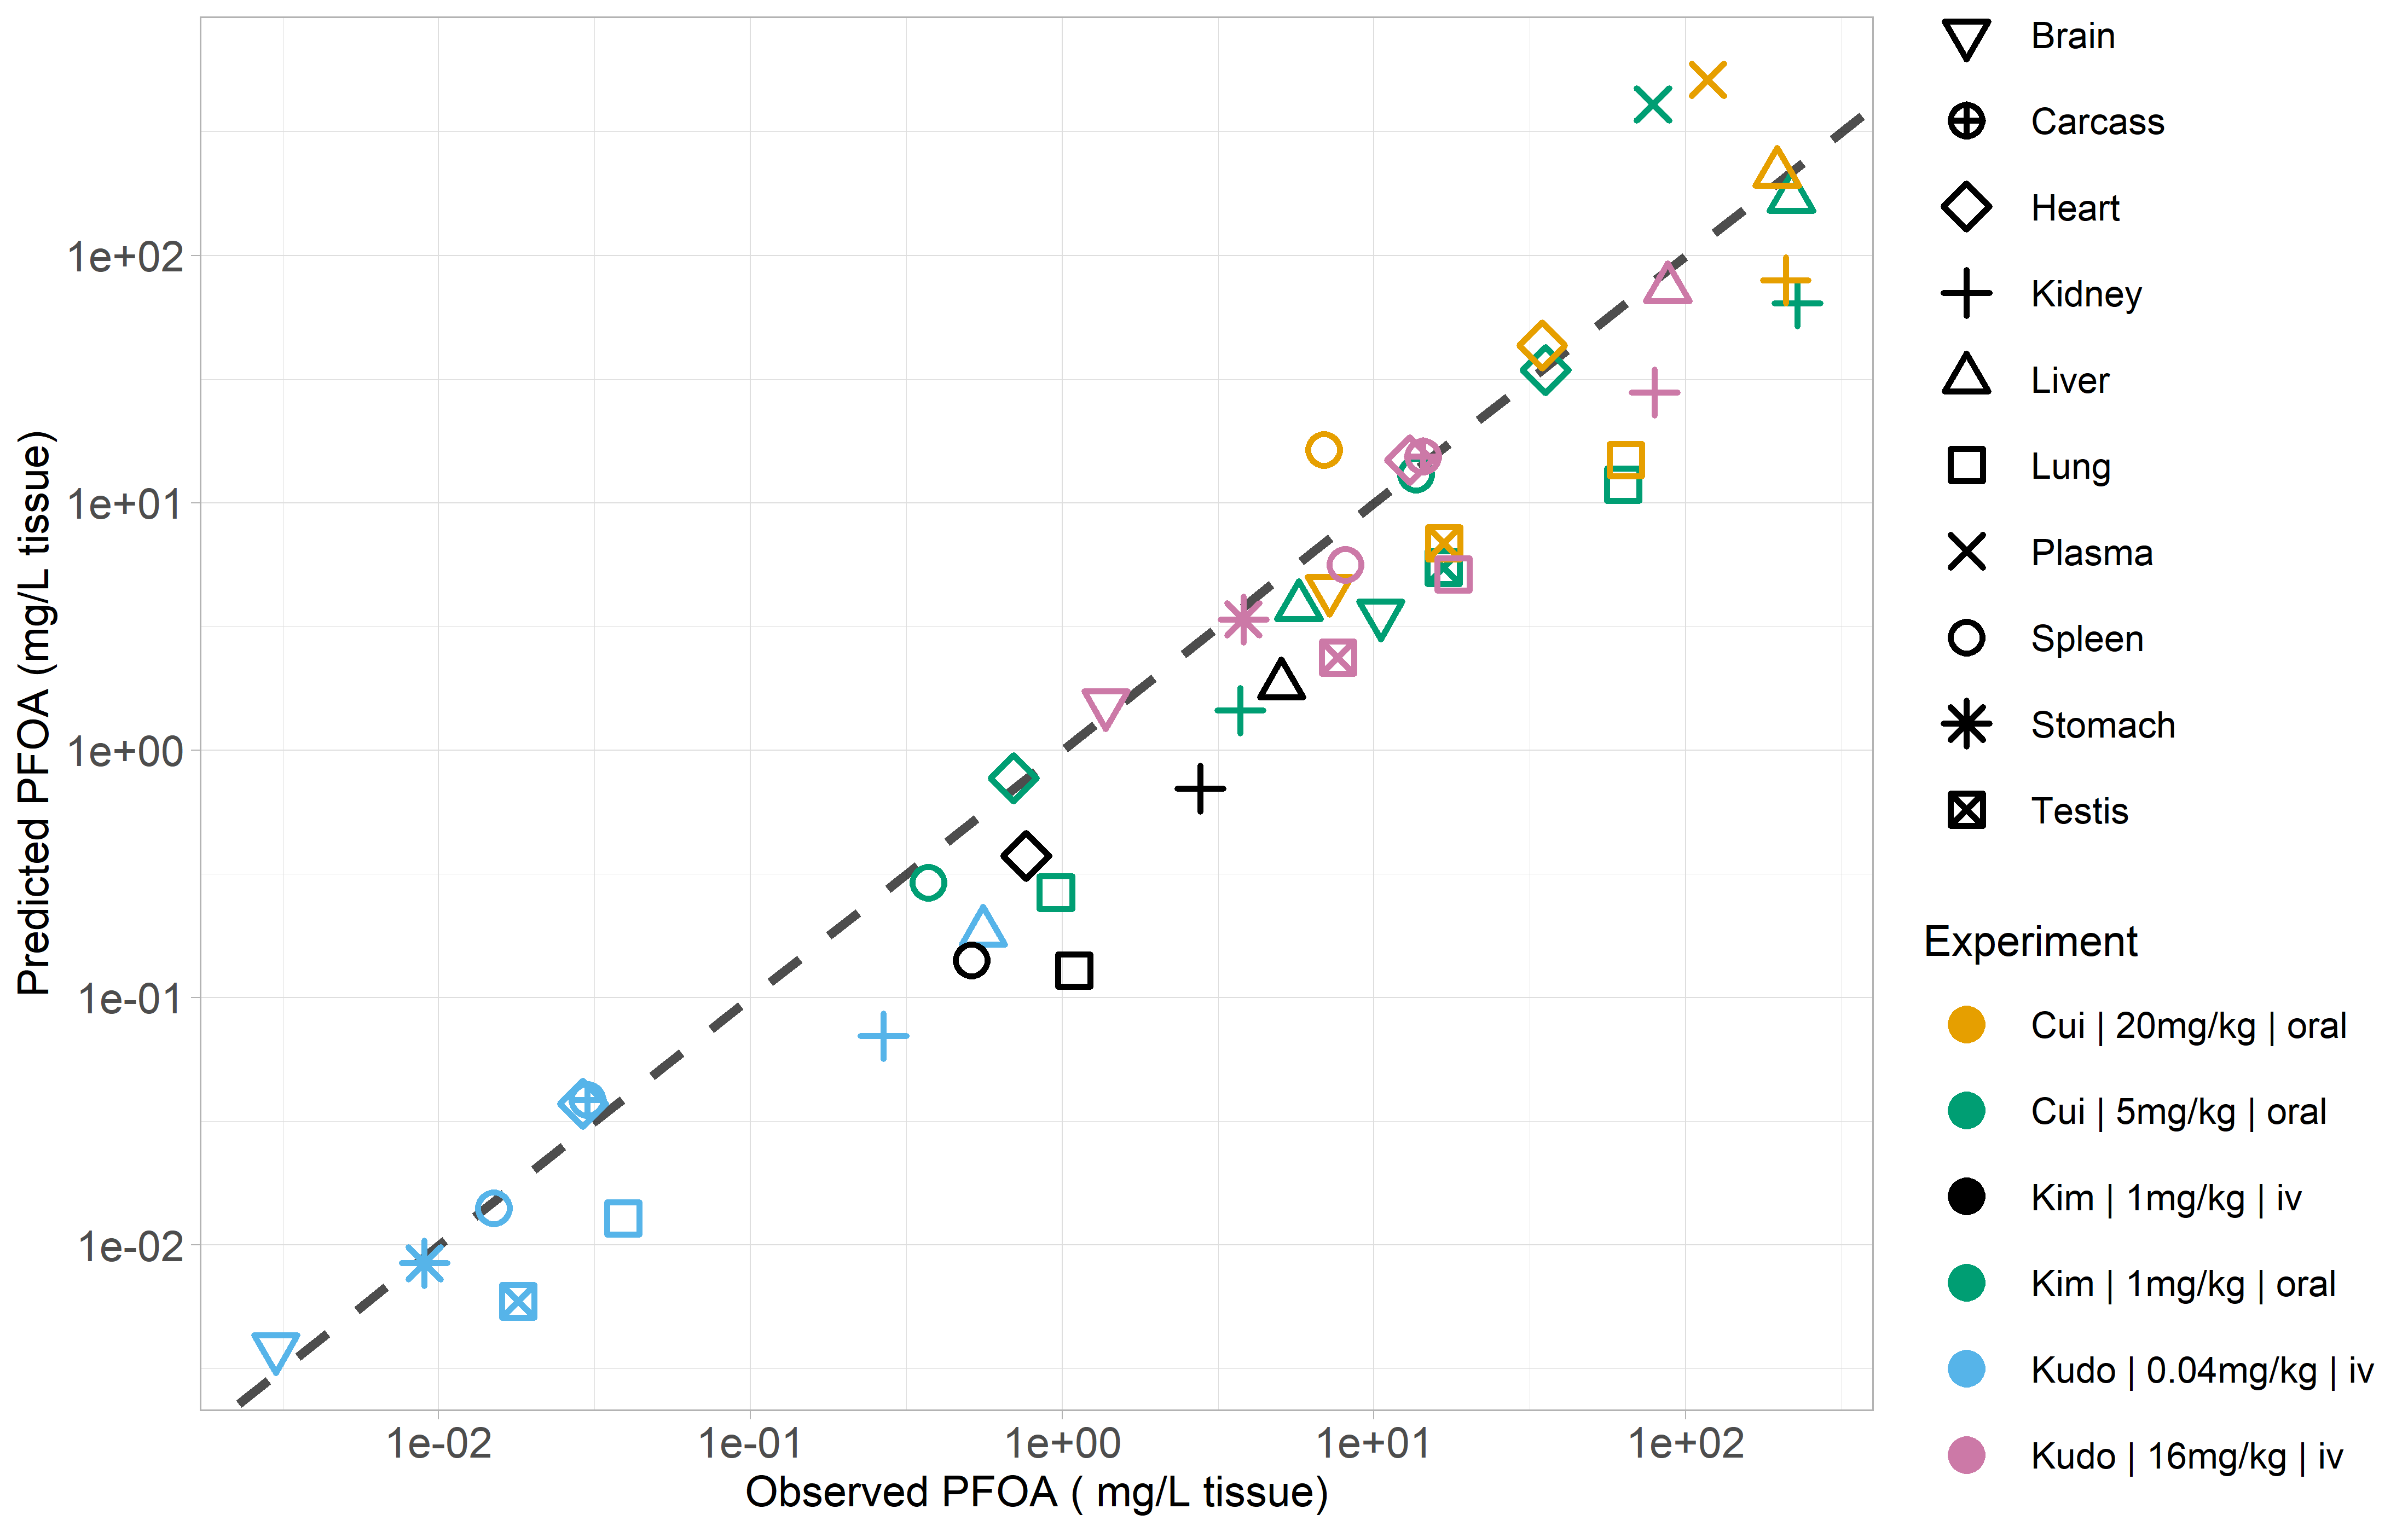 Brain
Carcass
Heart
Kidney
Liver
Lung
Plasma
Spleen
Stomach
Testis
Experiment
Cui | 20mg/kg | oral
Cui | 5mg/kg | oral
Kim | 1mg/kg | iv
Kim | 1mg/kg | oral
Kudo | 0.04mg/kg | iv
Kudo | 16mg/kg | iv
Predicted PFOA (mg/L tissue)
1e+02
1e+01
1e+00
1e-01
1e-02
1e-02 1e-01 1e+00 1e+01 1e+02
Observed PFOA ( mg/L tissue)